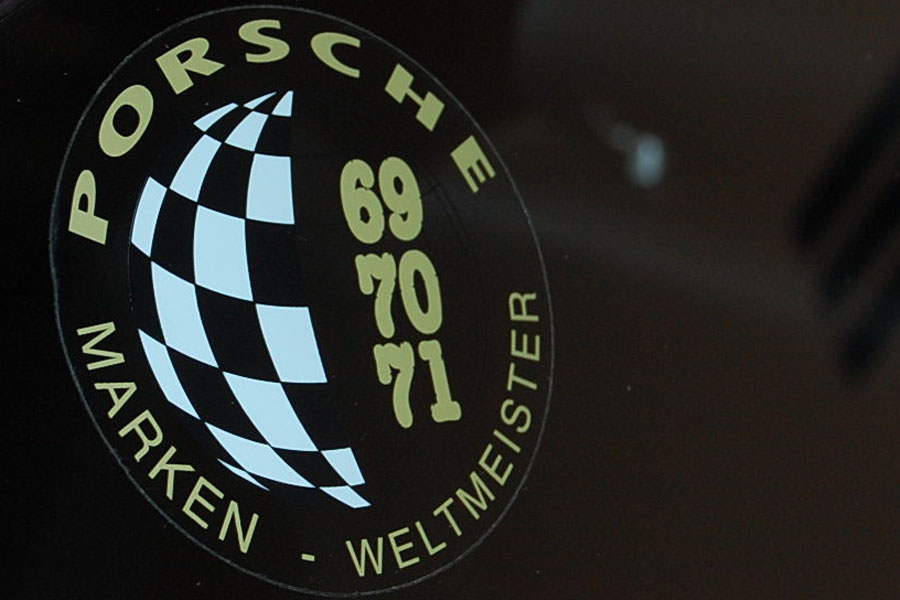 PORSCHE
69
70
71
MARKEN - WELTMEISTER